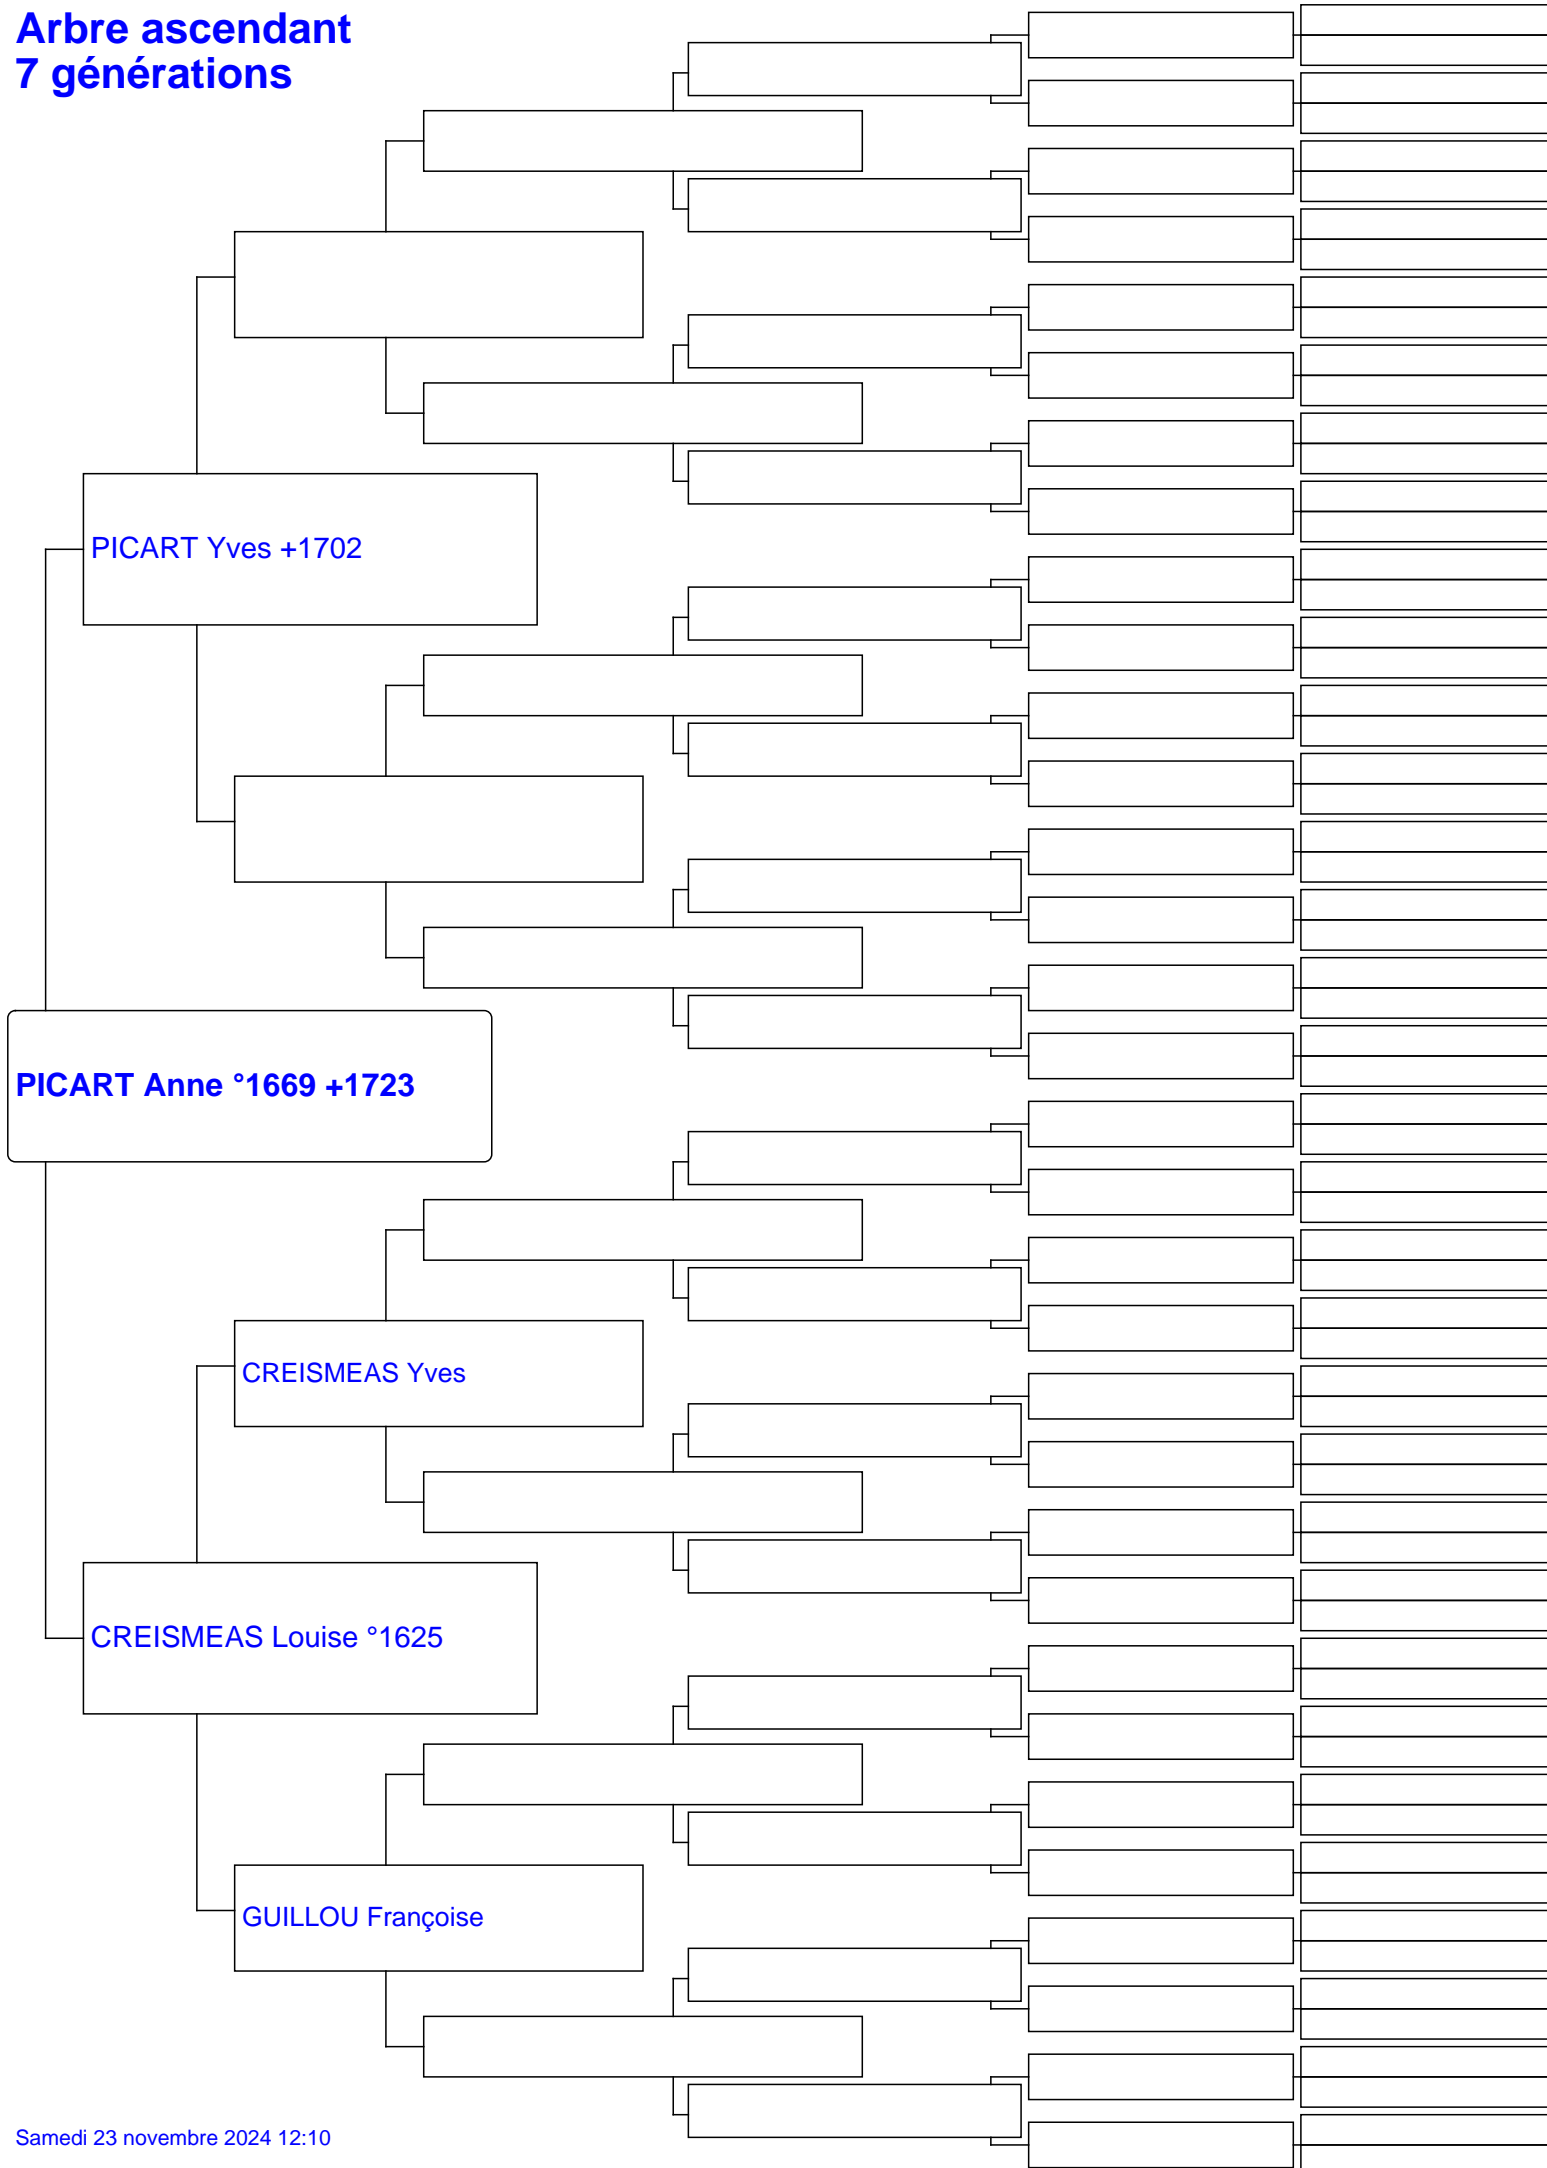 Arbre ascendant
7 générations
PICART Yves +1702
PICART Anne °1669 +1723
CREISMEAS Yves
CREISMEAS Louise °1625
GUILLOU Françoise
Samedi 23 novembre 2024 12:10